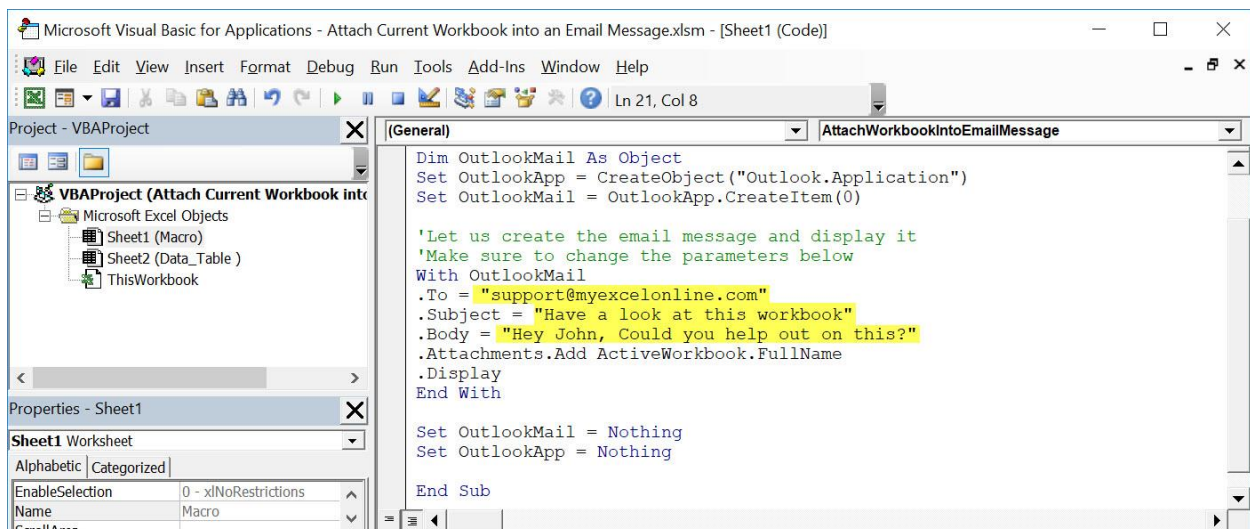 Microsoft Visual Basic for Applications - Attach Current Workbook into an Email Message.xlsm - [Sheet1 (Code)]
File Edit View Insert Format Debug Run Tools Add-Ins Window Help
Ln 21, Col 8
Project - VBAProject
(General)
AttachWorkbookIntoEmailMessage
VBAProject (Attach Current Workbook into
Microsoft Excel Objects
Sheet1 (Macro)
Sheet2 (Data_Table )
ThisWorkbook
Properties - Sheet1
Sheet1 Worksheet
Alphabetic Categorized
EnableSelection 0 - xlNoRestrictions
Name Macro
Dim OutlookMail As Object
Set OutlookApp = CreateObject("Outlook.Application")
Set OutlookMail = OutlookApp.CreateItem(0)
'Let us create the email message and display it
'Make sure to change the parameters below
With OutlookMail
.To = "support@myexcelonline.com"
.Subject = "Have a look at this workbook"
.Body = "Hey John, Could you help out on this?"
.Attachments.Add ActiveWorkbook.FullName
.Display
End With
Set OutlookMail = Nothing
Set OutlookApp = Nothing
End Sub